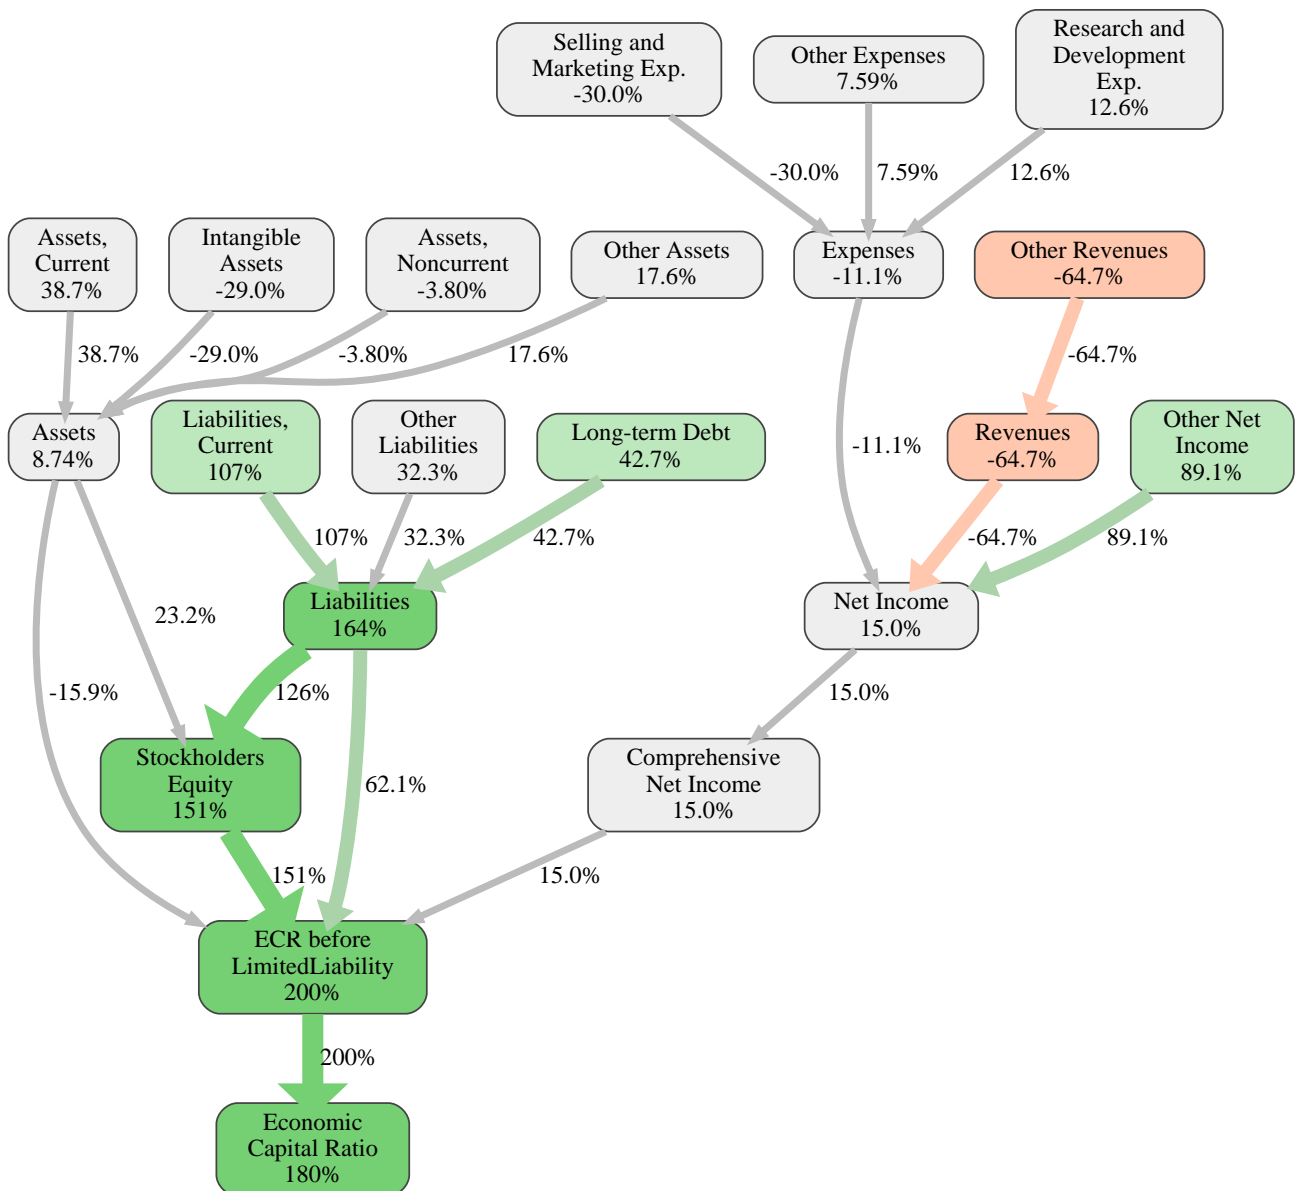 Selling and
Marketing Exp.
-30.0%
Other Expenses
7.59%
Research and
Development
Exp.
12.6%
-30.0%
7.59%
12.6%
Assets,
Current
38.7%
Intangible
Assets
-29.0%
Assets,
Noncurrent
-3.80%
Other Assets
17.6%
Expenses
-11.1%
Other Revenues
-64.7%
38.7%
-29.0%
-3.80%
17.6%
-64.7%
Assets
8.74%
Liabilities,
Current
107%
Other
Liabilities
32.3%
Long-term Debt
42.7%
-11.1%
Revenues
-64.7%
Other Net
Income
89.1%
107%
32.3%
42.7%
-64.7%
89.1%
Liabilities
164%
Net Income
15.0%
23.2%
-15.9%
126%
15.0%
Stockholders
Equity
151%
62.1%
Comprehensive
Net Income
15.0%
151%
15.0%
ECR before
LimitedLiability
200%
200%
Economic
Capital Ratio
180%